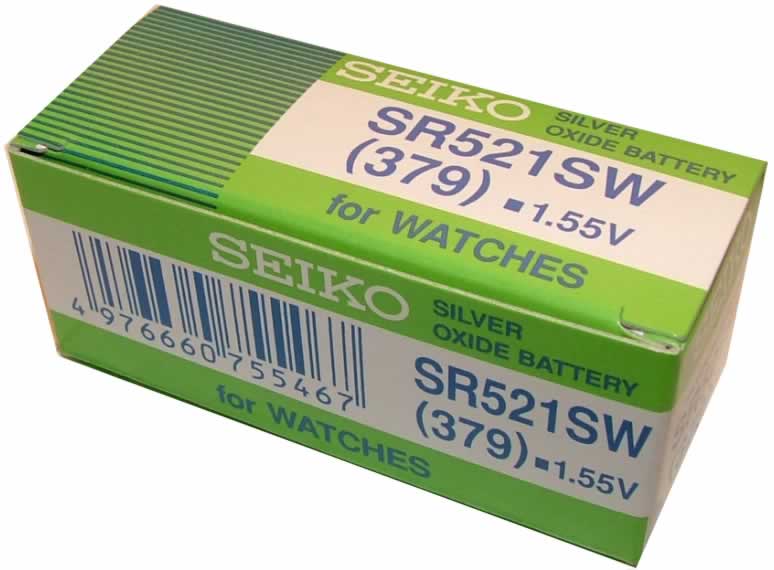 SEIKO
SILVER
OXIDE BATTERY
SR521SW
(379) ■ 1.55V
for WATCHES
SEIKO
SILVER
OXIDE BATTERY
4 976660 755467
SR521SW
(379) ■ 1.55V
for WATCHES